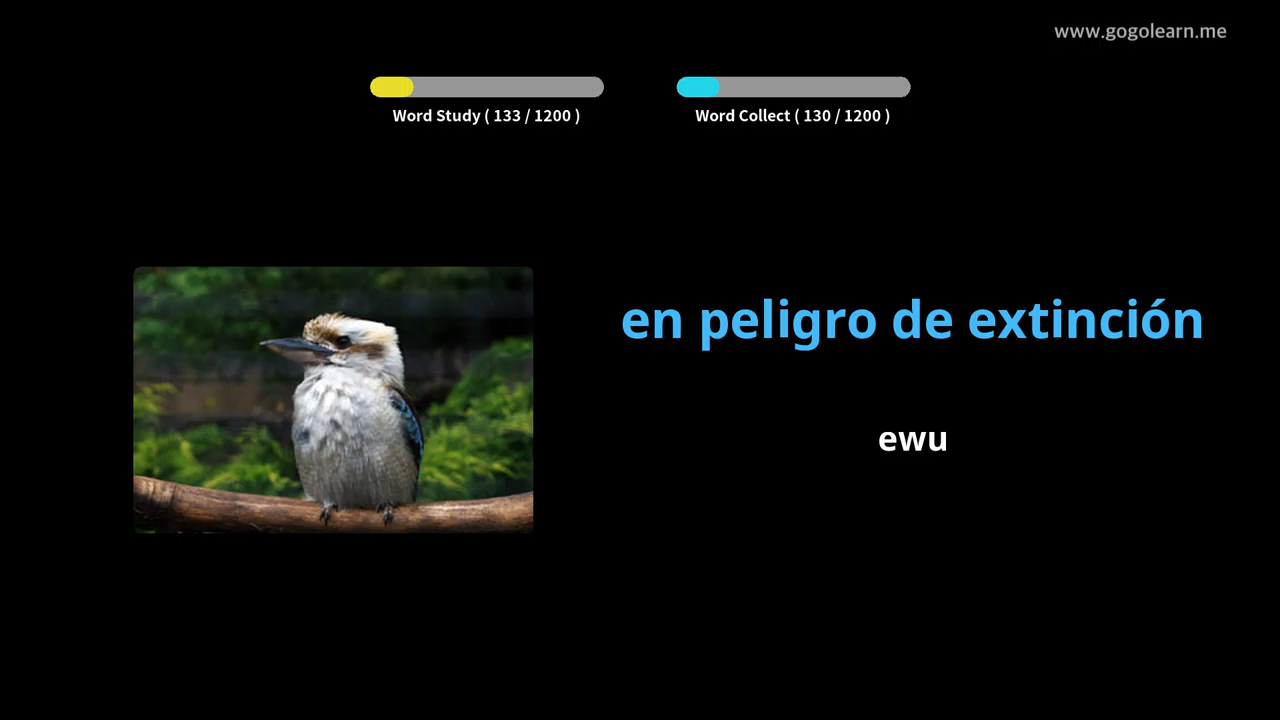 www.gogolearn.me
Word Study ( 133 / 1200 )
Word Collect ( 130 / 1200 )
en peligro de extinción
ewu